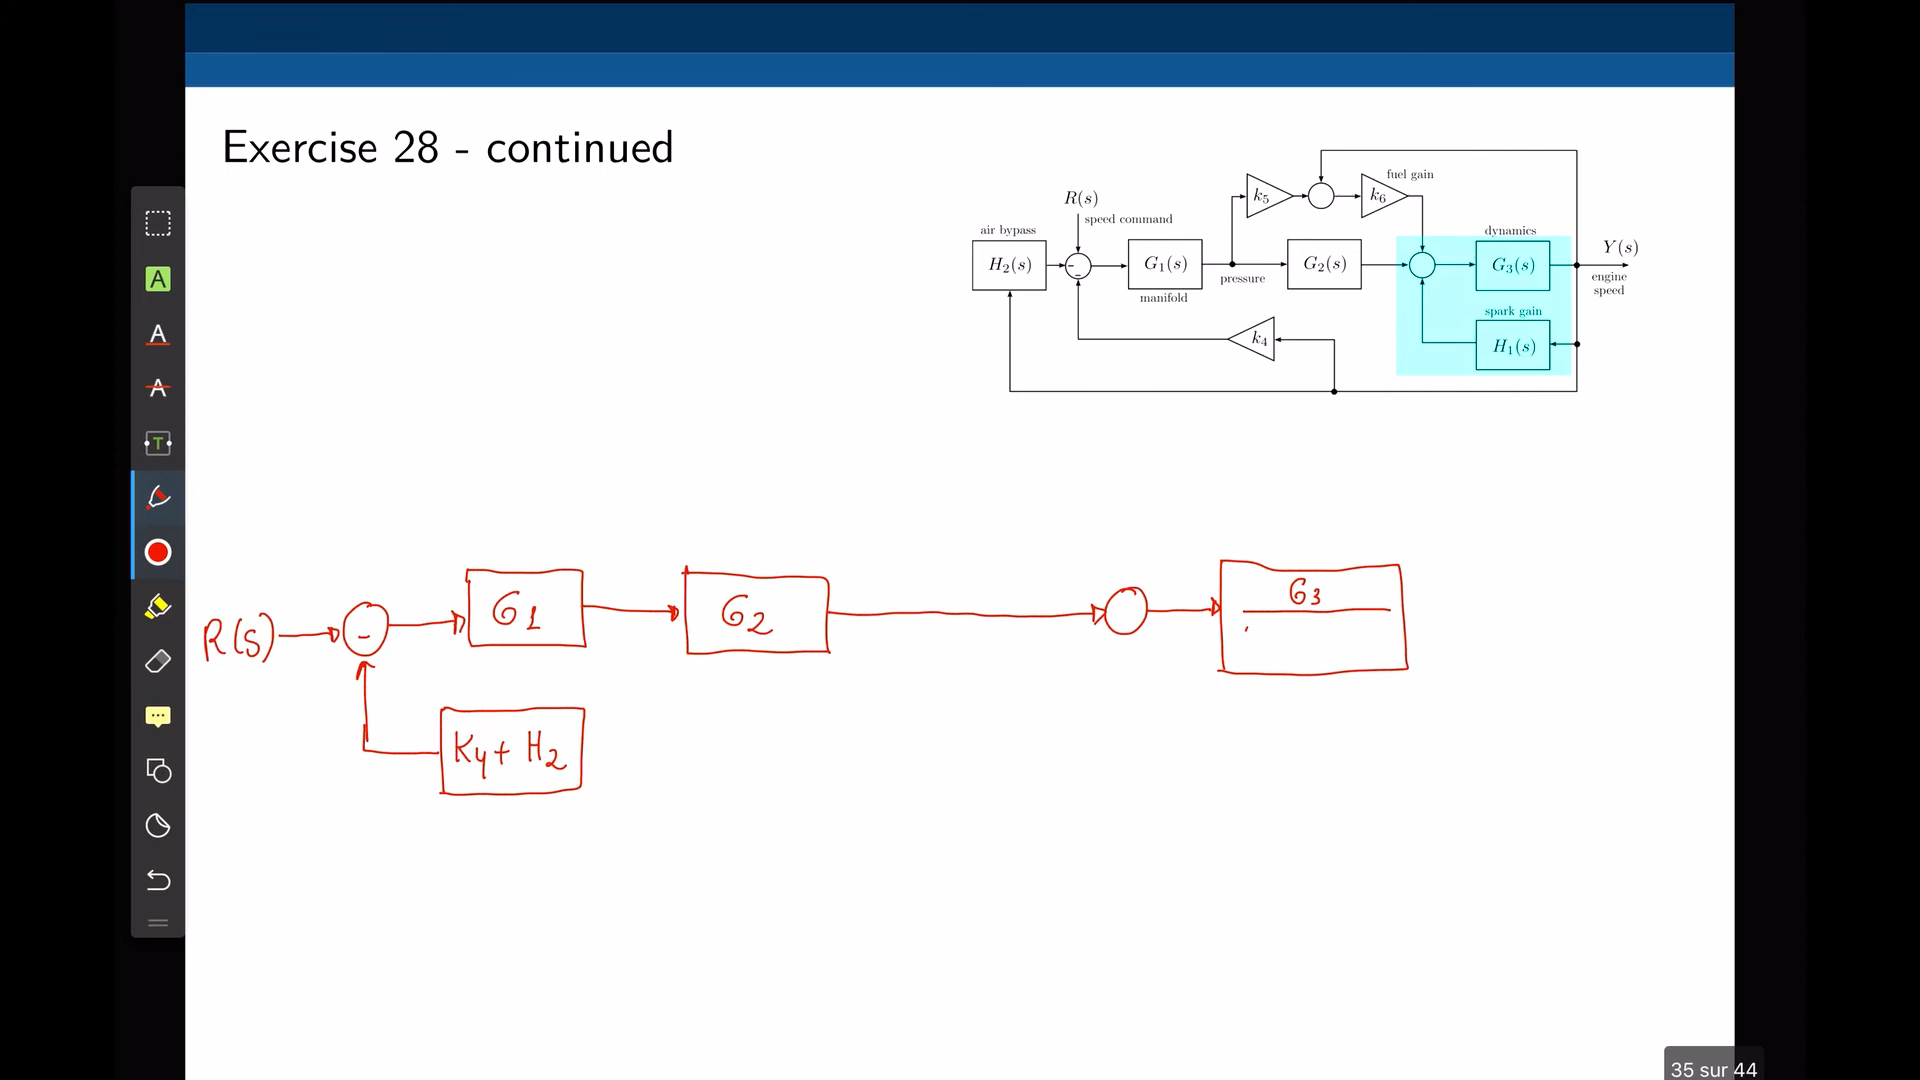 Exercise 28 - continued
fuel gain
k5
k6
R(s)
speed command
air bypass
dynamics
Y(s)
H2(s)
-
-
G1(s)
G2(s)
G3(s)
pressure
engine
speed
manifold
spark gain
k4
H1(s)
R(s)
-
G1
G2
G3
K4 + H2
A
A
A
T
35 sur 44